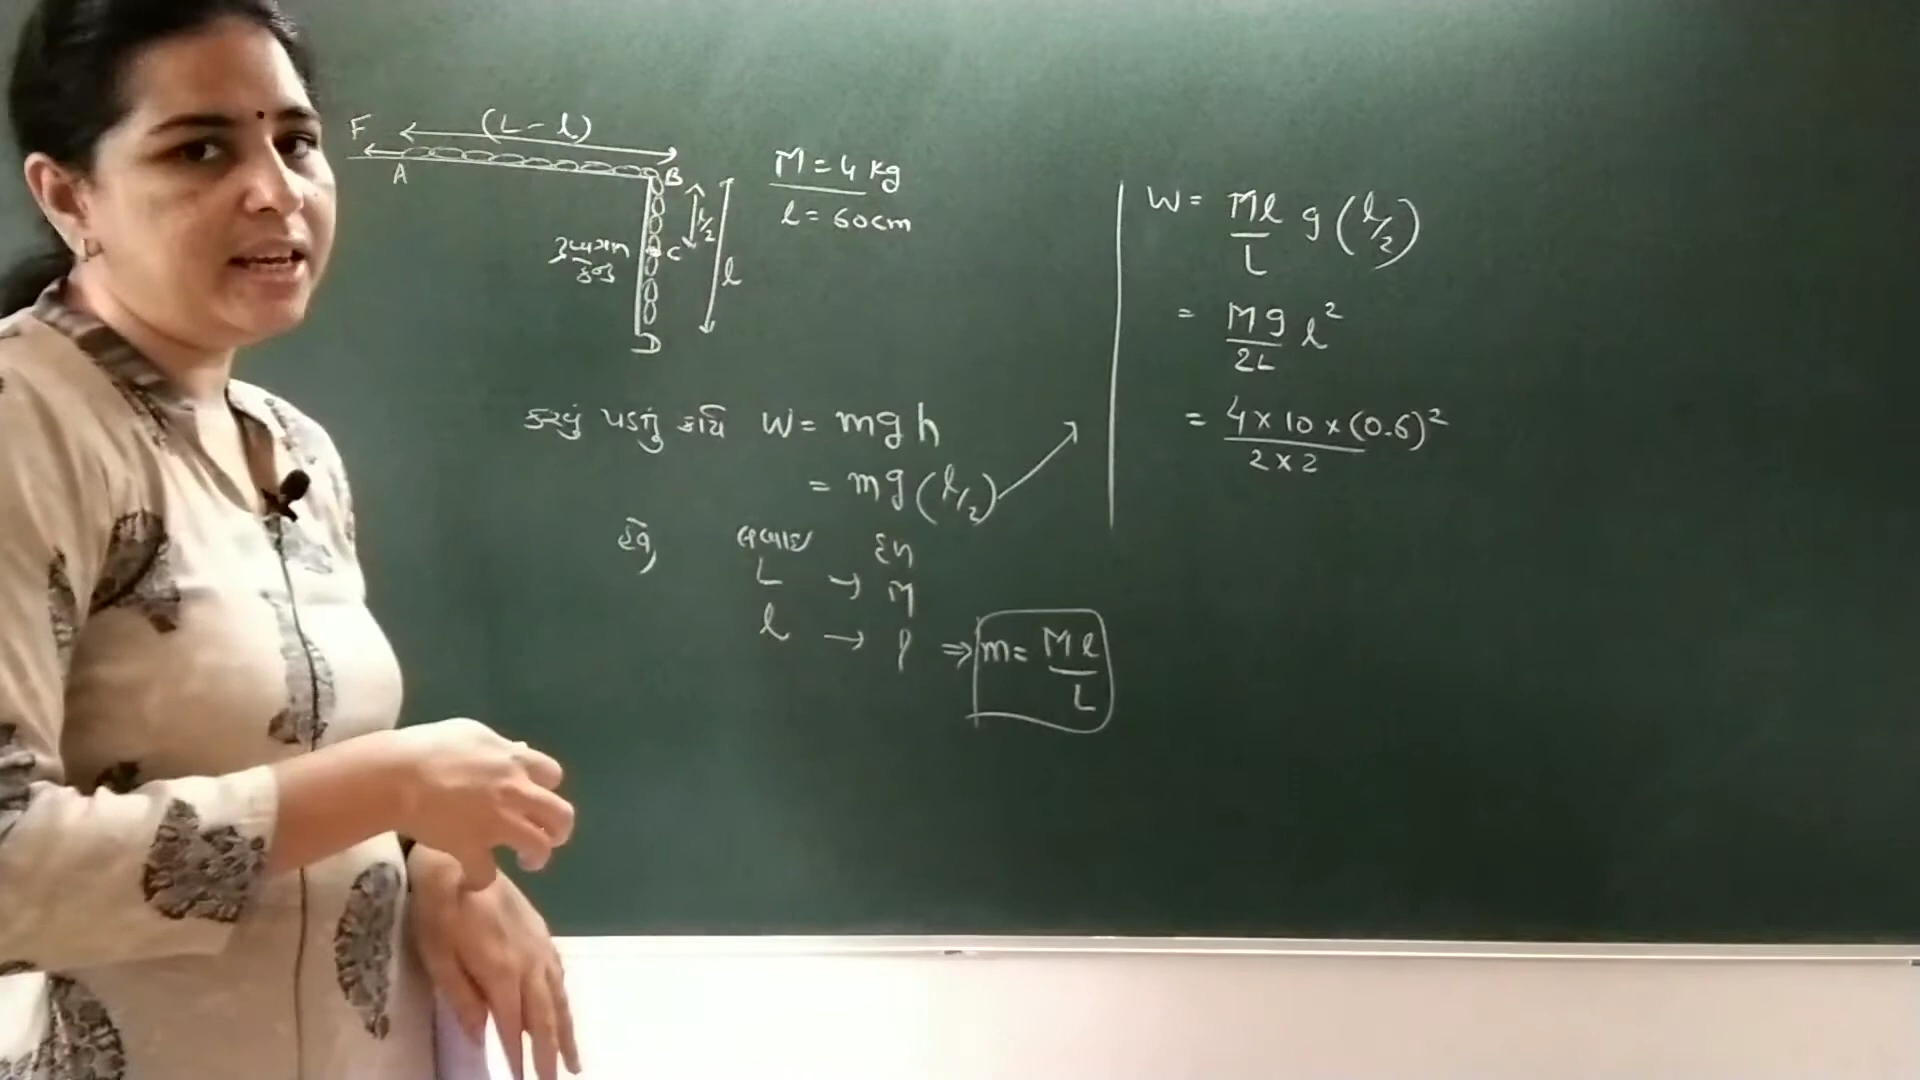 F (L - l)
A B
l/2
C
l
D
M = 4 kg
l = 60cm
કરવું પડતું કાર્ય W = mgh
= mg (l/2)
હવે,
લંબાઈ દળ
L → M
l → ? ⇒ m = Ml/L
W = Ml/L g (l/2)
= Mg/2L l²
= 4 x 10 x (0.6)²/2 x 2